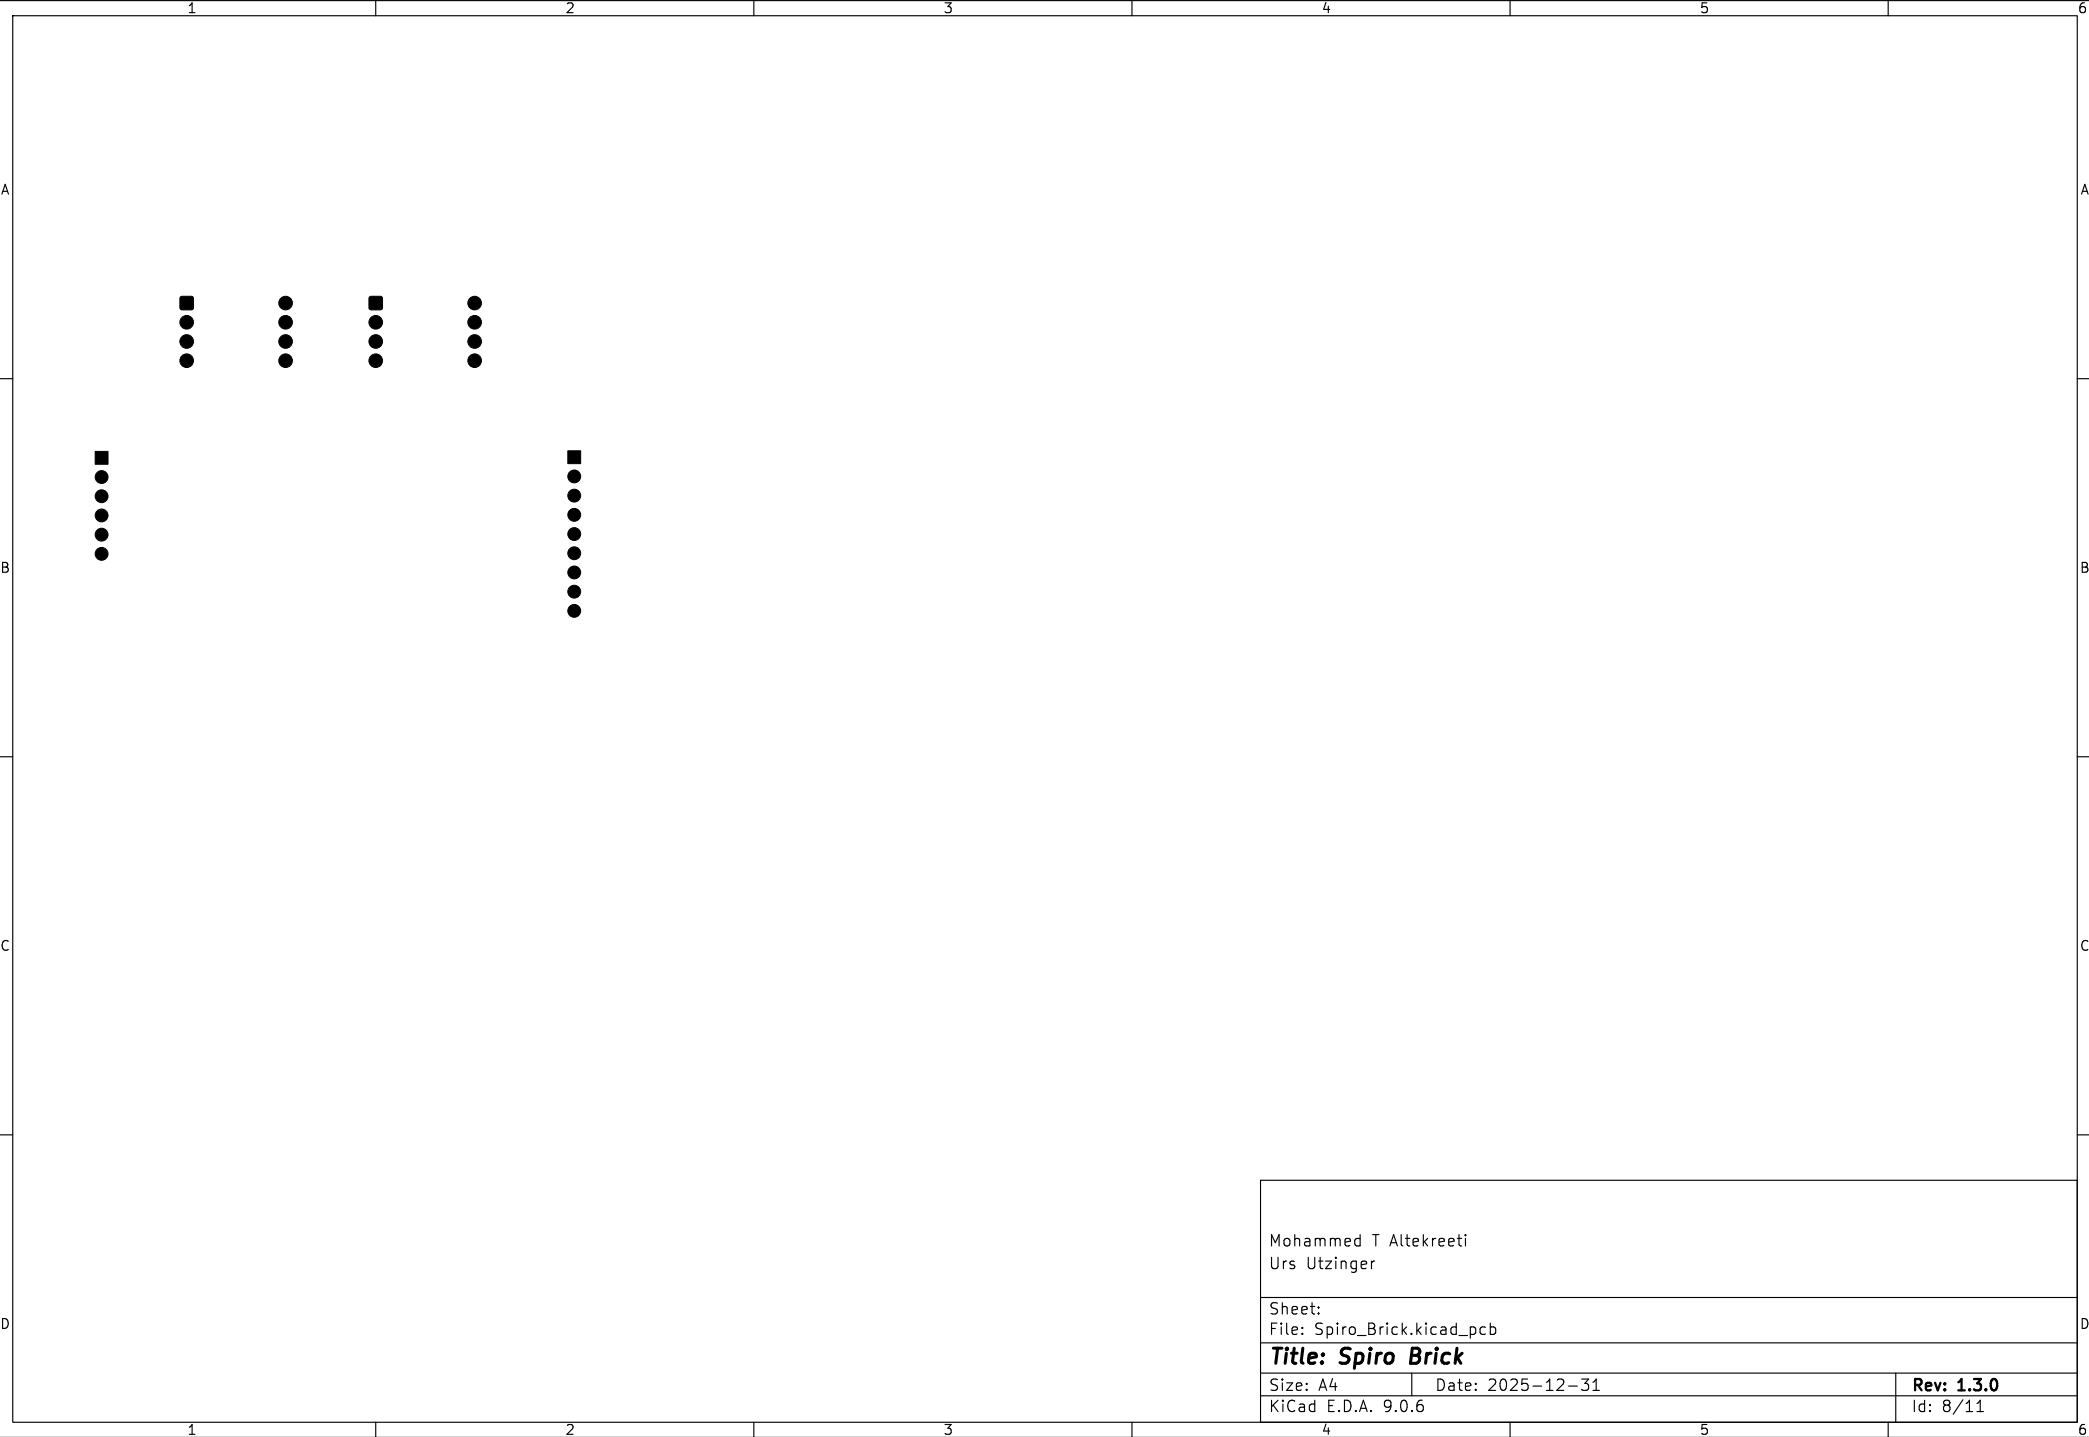 1 2 3 4 5 6
A A
B B
C C
Mohammed T Altekreeti
Urs Utzinger
Sheet:
D D
File: Spiro_Brick.kicad_pcb
Title: Spiro Brick
Size: A4 Date: 2025-12-31 Rev: 1.3.0
KiCad E.D.A. 9.0.6 Id: 8/11
1 2 3 4 5 6